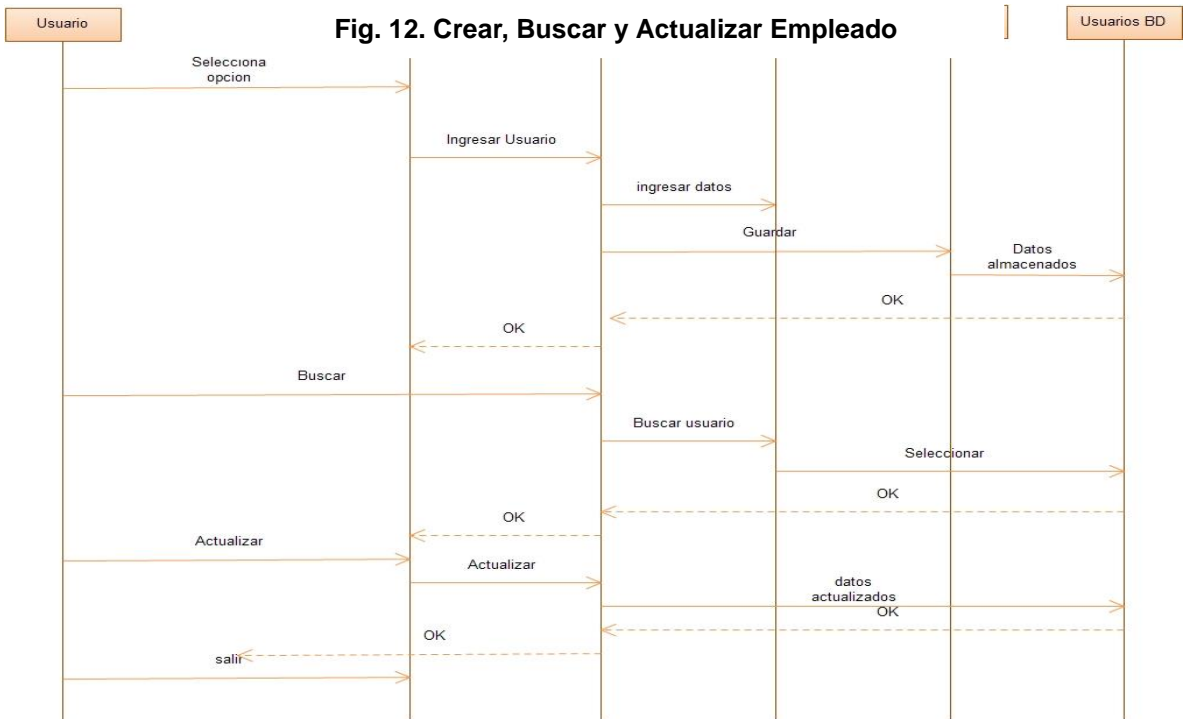 Usuario
Fig. 12. Crear, Buscar y Actualizar Empleado
Usuarios BD
Selecciona
opcion
Ingresar Usuario
ingresar datos
Guardar
Datos
almacenados
OK
OK
Buscar
Buscar usuario
Seleccionar
OK
OK
Actualizar
Actualizar
datos
actualizados
OK
OK
salir